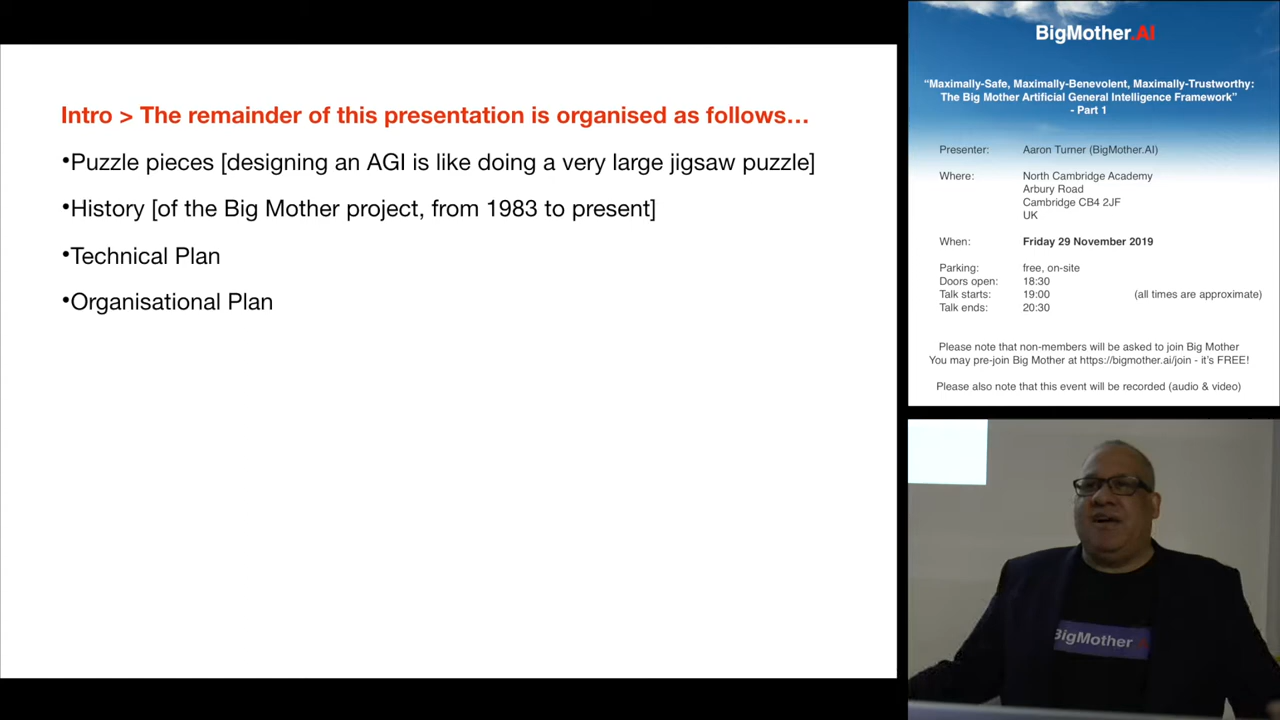 Intro > The remainder of this presentation is organised as follows…
•Puzzle pieces [designing an AGI is like doing a very large jigsaw puzzle]
•History [of the Big Mother project, from 1983 to present]
•Technical Plan
•Organisational Plan
BigMother.AI
“Maximally-Safe, Maximally-Benevolent, Maximally-Trustworthy:
The Big Mother Artificial General Intelligence Framework”
- Part 1
Presenter: Aaron Turner (BigMother.AI)
Where: North Cambridge Academy
Arbury Road
Cambridge CB4 2JF
UK
When: Friday 29 November 2019
Parking: free, on-site
Doors open: 18:30
Talk starts: 19:00 (all times are approximate)
Talk ends: 20:30
Please note that non-members will be asked to join Big Mother
You may pre-join Big Mother at https://bigmother.ai/join - it’s FREE!
Please also note that this event will be recorded (audio & video)
BigMother